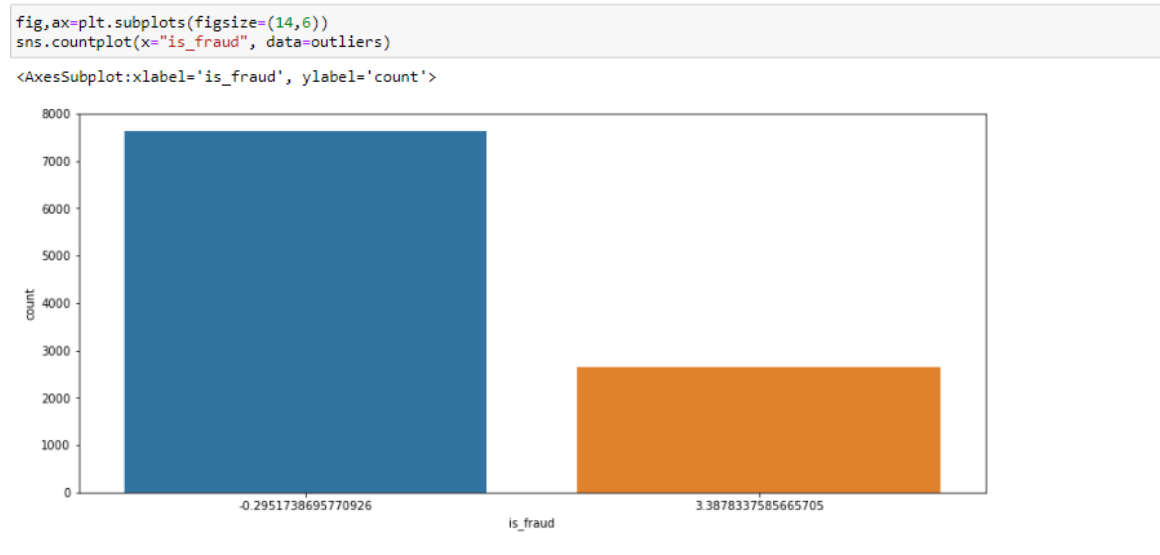 fig,ax=plt.subplots(figsize=(14,6))
sns.countplot(x="is_fraud", data=outliers)
<AxesSubplot:xlabel='is_fraud', ylabel='count'>
8000
7000
6000
5000
4000
3000
2000
1000
0
count
-0.2951738695770926
3.3878337585665705
is_fraud